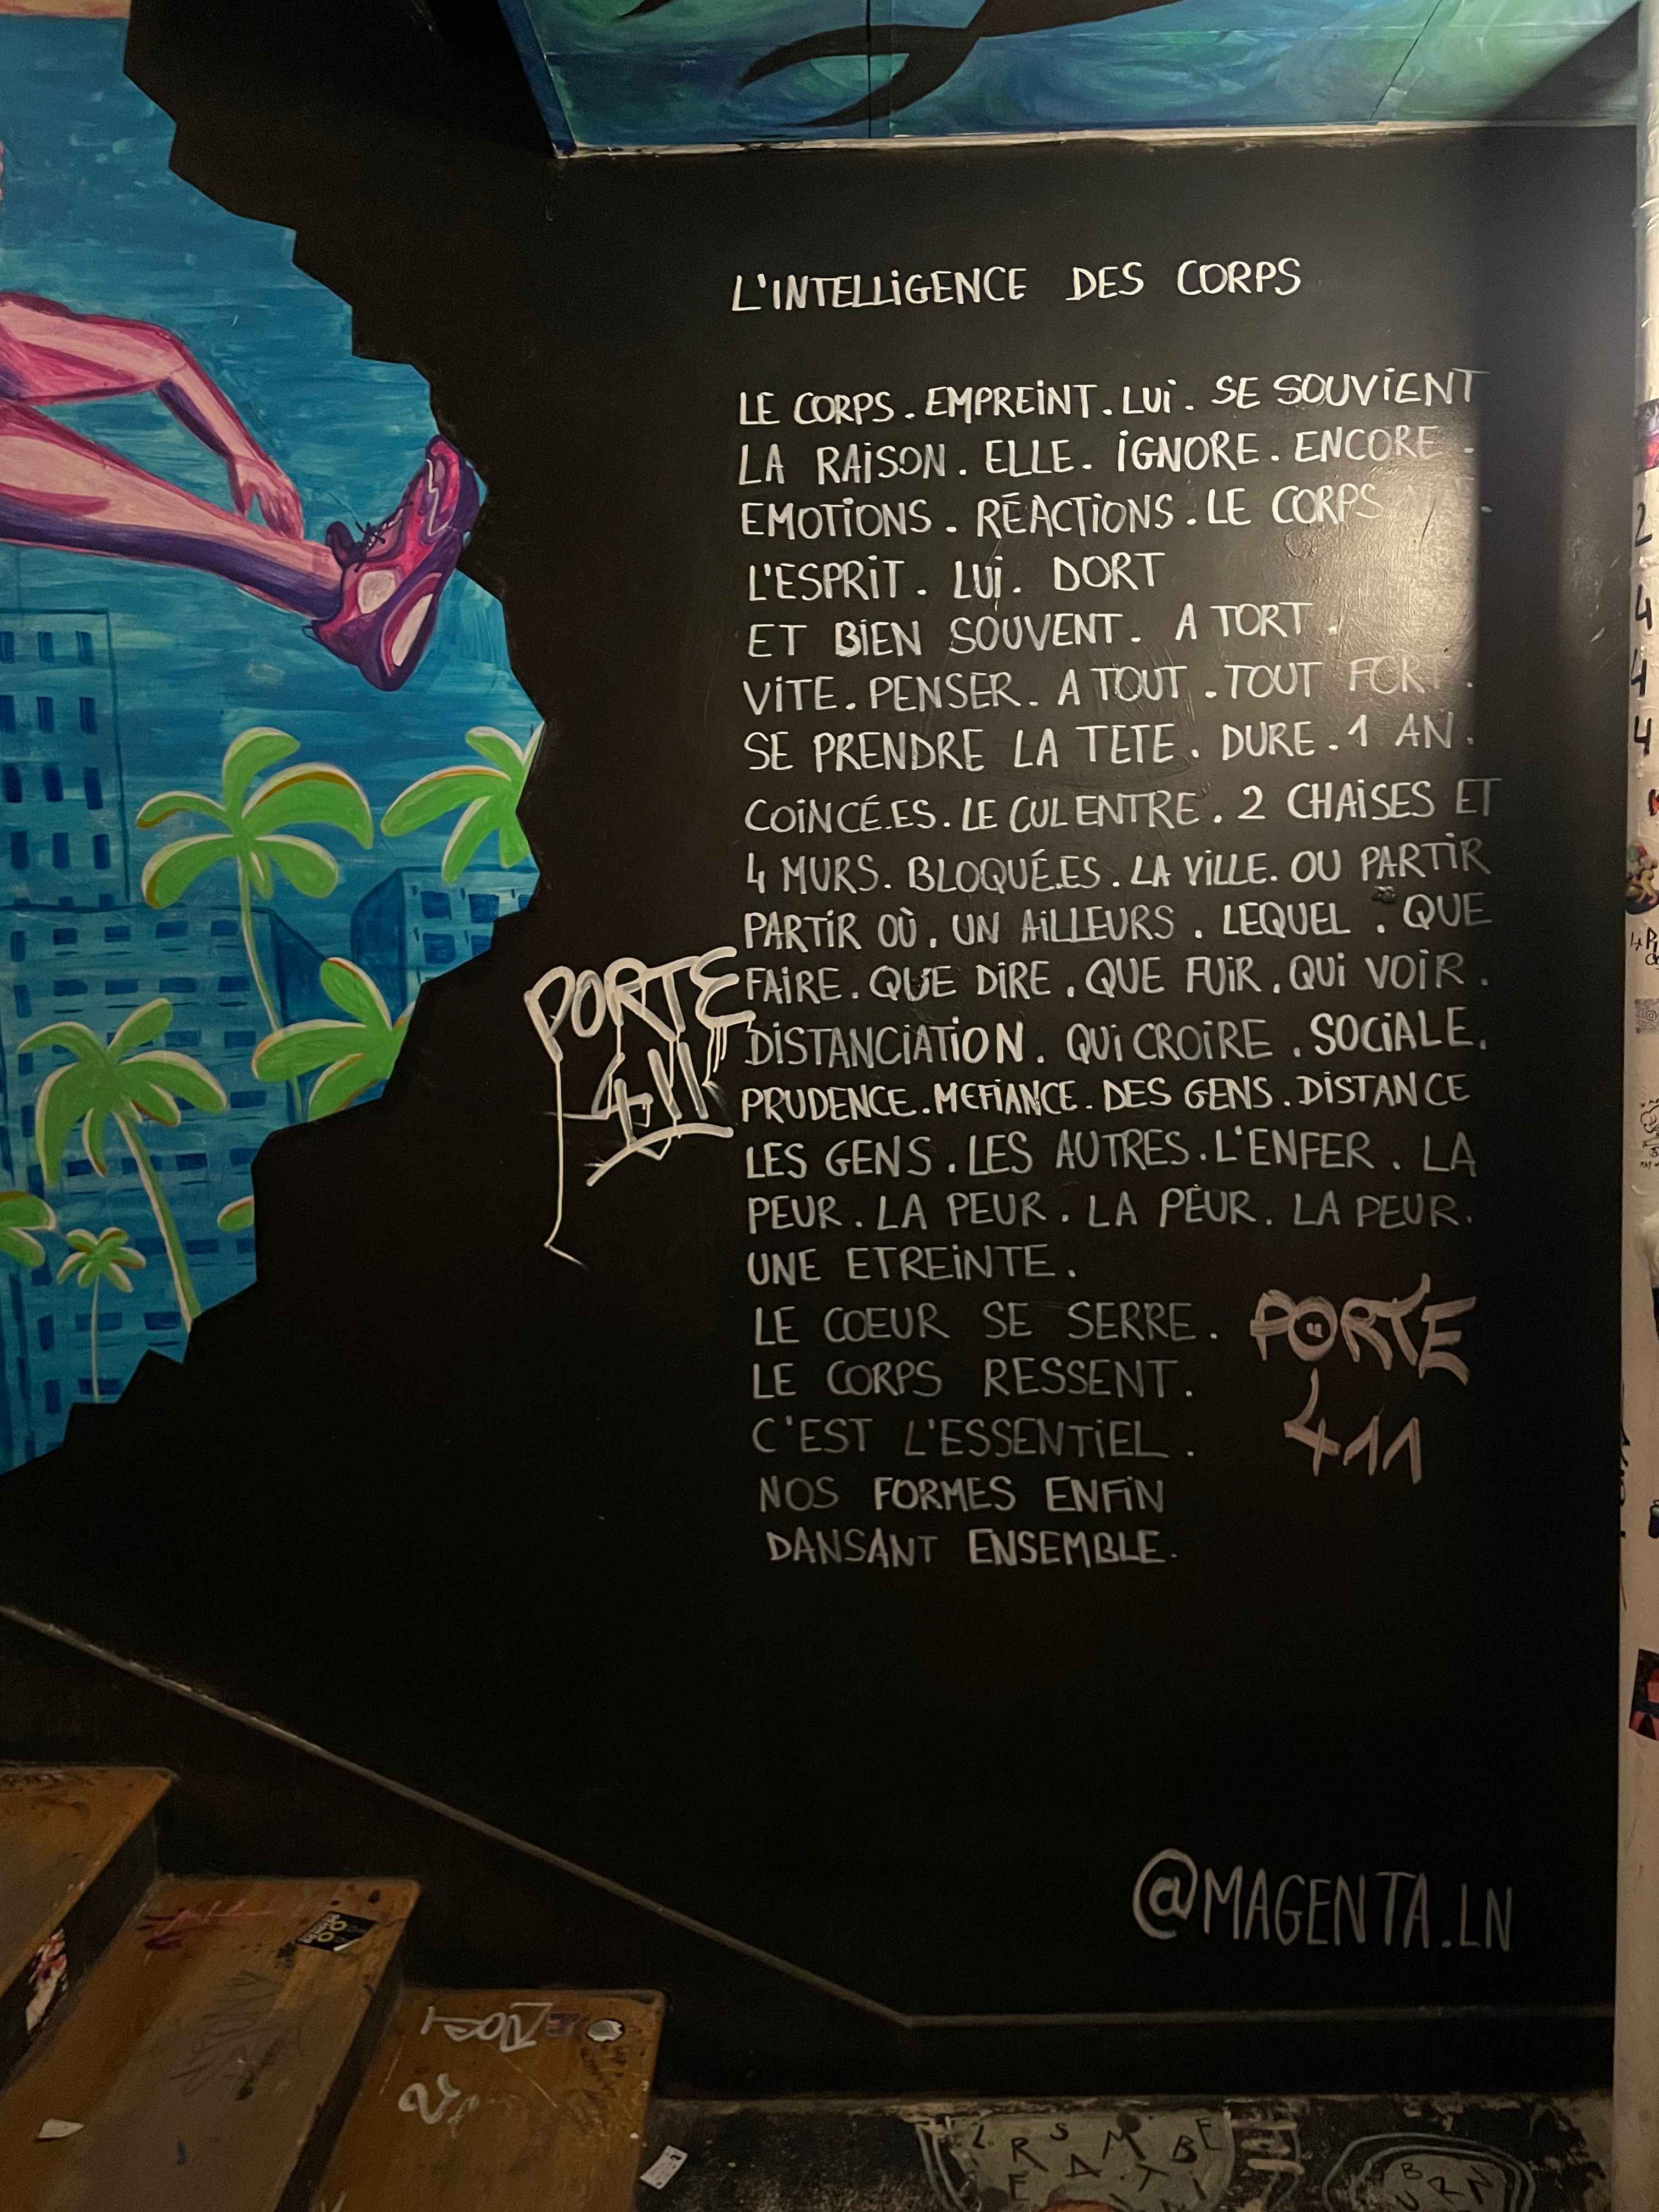 L'INTELLIGENCE DES CORPS
LE CORPS. EMPREINT. LUI. SE SOUVIENT
LA RAISON. ELLE. IGNORE. ENCORE.
EMOTIONS. RÉACTIONS. LE CORPS
L'ESPRIT. LUI. DORT
ET BIEN SOUVENT. A TORT.
VITE. PENSER. A TOUT. TOUT FORT.
SE PRENDRE LA TETE. DURE. 1 AN.
COINCÉ.ES. LE CUL ENTRE. 2 CHAISES ET
4 MURS. BLOQUÉ.ES. LA VILLE. OU PARTIR
PARTIR OÙ. UN AILLEURS. LEQUEL. QUE
FAIRE. QUE DIRE. QUE FUIR. QUI VOIR.
DISTANCIATION. QUI CROIRE. SOCIALE.
PRUDENCE. MEFIANCE. DES GENS. DISTANCE
LES GENS. LES AUTRES. L'ENFER. LA
PEUR. LA PEUR. LA PEUR. LA PEUR.
UNE ETREINTE.
LE COEUR SE SERRE.
LE CORPS RESSENT.
C'EST L'ESSENTIEL.
NOS FORMES ENFIN
DANSANT ENSEMBLE.
PORTE
411
PORTE
411
@MAGENTA.LN